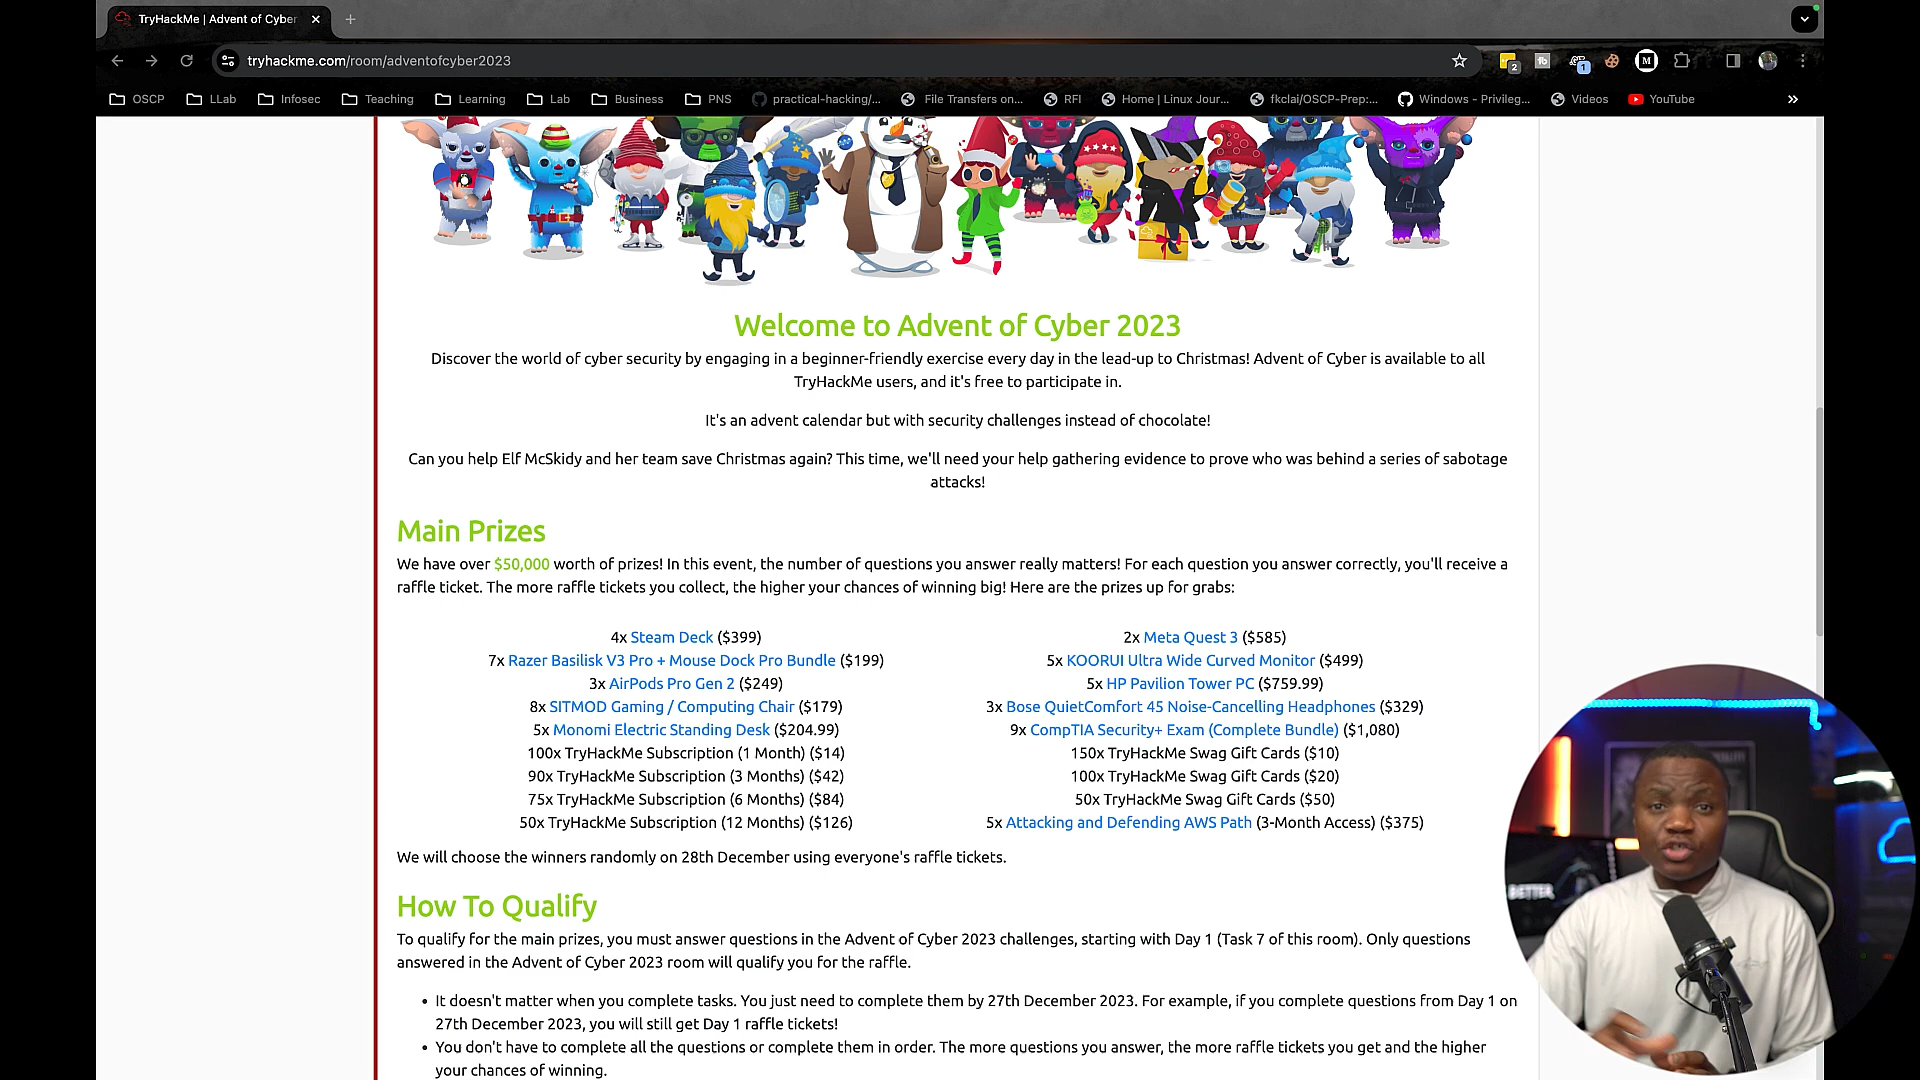 TryHackMe | Advent of Cyber
tryhackme.com/room/adventofcyber2023
2
1
M
OSCP
LLab
Infosec
Teaching
Learning
Lab
Business
PNS
practical-hacking/...
File Transfers on...
RFI
Home | Linux Jour...
fkclai/OSCP-Prep:...
Windows - Privileg...
Videos
YouTube
Welcome to Advent of Cyber 2023
Discover the world of cyber security by engaging in a beginner-friendly exercise every day in the lead-up to Christmas! Advent of Cyber is available to all
TryHackMe users, and it's free to participate in.
It's an advent calendar but with security challenges instead of chocolate!
Can you help Elf McSkidy and her team save Christmas again? This time, we'll need your help gathering evidence to prove who was behind a series of sabotage
attacks!
Main Prizes
We have over $50,000 worth of prizes! In this event, the number of questions you answer really matters! For each question you answer correctly, you'll receive a
raffle ticket. The more raffle tickets you collect, the higher your chances of winning big! Here are the prizes up for grabs:
4x Steam Deck ($399)
7x Razer Basilisk V3 Pro + Mouse Dock Pro Bundle ($199)
3x AirPods Pro Gen 2 ($249)
8x SITMOD Gaming / Computing Chair ($179)
5x Monomi Electric Standing Desk ($204.99)
100x TryHackMe Subscription (1 Month) ($14)
90x TryHackMe Subscription (3 Months) ($42)
75x TryHackMe Subscription (6 Months) ($84)
50x TryHackMe Subscription (12 Months) ($126)
2x Meta Quest 3 ($585)
5x KOORUI Ultra Wide Curved Monitor ($499)
5x HP Pavilion Tower PC ($759.99)
3x Bose QuietComfort 45 Noise-Cancelling Headphones ($329)
9x CompTIA Security+ Exam (Complete Bundle) ($1,080)
150x TryHackMe Swag Gift Cards ($10)
100x TryHackMe Swag Gift Cards ($20)
50x TryHackMe Swag Gift Cards ($50)
5x Attacking and Defending AWS Path (3-Month Access) ($375)
We will choose the winners randomly on 28th December using everyone's raffle tickets.
How To Qualify
To qualify for the main prizes, you must answer questions in the Advent of Cyber 2023 challenges, starting with Day 1 (Task 7 of this room). Only questions
answered in the Advent of Cyber 2023 room will qualify you for the raffle.
• It doesn't matter when you complete tasks. You just need to complete them by 27th December 2023. For example, if you complete questions from Day 1 on
27th December 2023, you will still get Day 1 raffle tickets!
• You don't have to complete all the questions or complete them in order. The more questions you answer, the more raffle tickets you get and the higher
your chances of winning.
BETTER